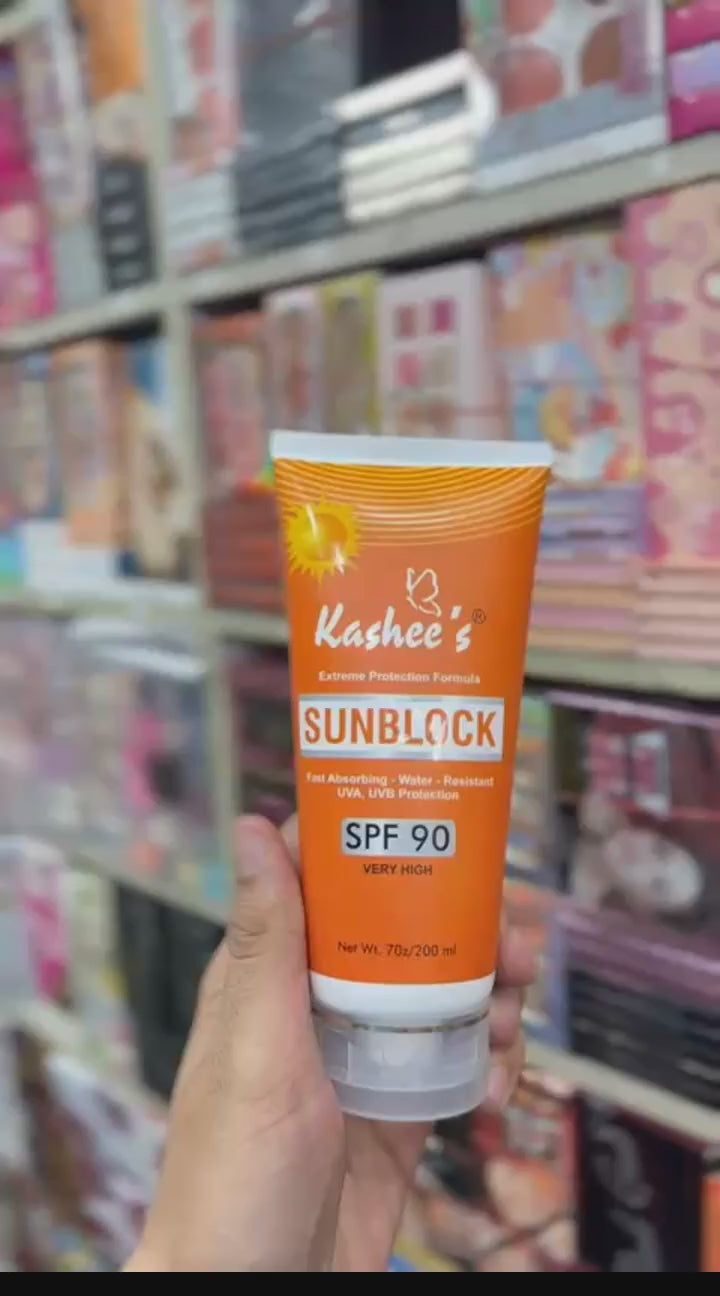 Kashee's®
Extreme Protection Formula
SUNBLOCK
Fast Absorbing - Water - Resistant
UVA, UVB Protection
SPF 90
VERY HIGH
Net Wt. 7Oz/200 ml